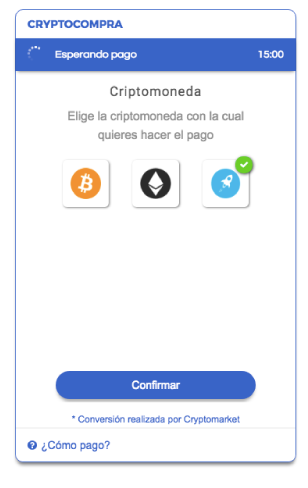 CRYPTOCOMPRA
Esperando pago 15:00
Criptomoneda
Elige la criptomoneda con la cual
quieres hacer el pago
Confirmar
* Conversión realizada por Cryptomarket
¿Cómo pago?